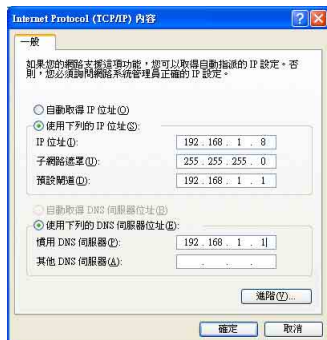 Internet Protocol (TCP/IP) 內容
一般
如果您的網路支援這項功能，您可以取得自動指派的 IP 設定。否
則，您必須詢問網路系統管理員正確的 IP 設定。
自動取得 IP 位址(O)
使用下列的 IP 位址(S):
IP 位址(I): 192 . 168 . 1 . 8
子網路遮罩(U): 255 . 255 . 255 . 0
預設閘道(D): 192 . 168 . 1 . 1
自動取得 DNS 伺服器位址(B)
使用下列的 DNS 伺服器位址(E):
慣用 DNS 伺服器(P): 192 . 168 . 1 . 1
其他 DNS 伺服器(A): . . .
進階(V)...
確定 取消